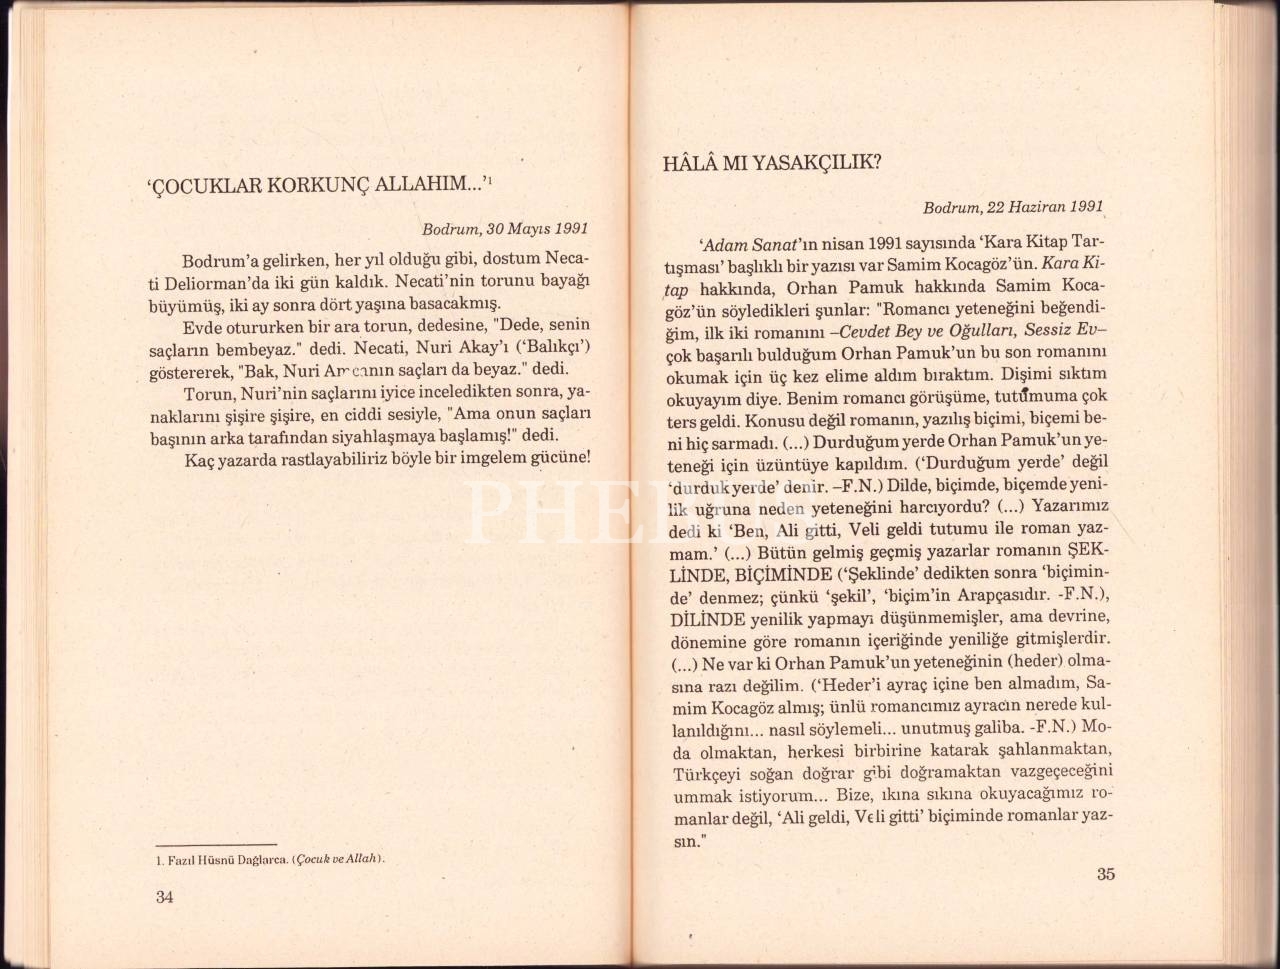 ‘ÇOCUKLAR KORKUNÇ ALLAHIM...’1
Bodrum, 30 Mayıs 1991
Bodrum’a gelirken, her yıl olduğu gibi, dostum Neca-
ti Deliorman’da iki gün kaldık. Necati’nin torunu bayağı
büyümüş, iki ay sonra dört yaşına basacakmış.
Evde otururken bir ara torun, dedesine, "Dede, senin
saçların bembeyaz." dedi. Necati, Nuri Akay’ı (‘Balıkçı’)
göstererek, "Bak, Nuri Amcanın saçları da beyaz." dedi.
Torun, Nuri’nin saçlarını iyice inceledikten sonra, ya-
naklarını şişire şişire, en ciddi sesiyle, "Ama onun saçları
başının arka tarafından siyahlaşmaya başlamış!" dedi.
Kaç yazarda rastlayabiliriz böyle bir imgelem gücüne!
1. Fazıl Hüsnü Dağlarca. (Çocuk ve Allah).
34
HÂLÂ MI YASAKÇILIK?
Bodrum, 22 Haziran 1991
‘Adam Sanat’ın nisan 1991 sayısında ‘Kara Kitap Tar-
tışması’ başlıklı bir yazısı var Samim Kocagöz’ün. Kara Ki-
tap hakkında, Orhan Pamuk hakkında Samim Koca-
göz’ün söyledikleri şunlar: "Romancı yeteneğini beğendi-
ğim, ilk iki romanını –Cevdet Bey ve Oğulları, Sessiz Ev–
çok başarılı bulduğum Orhan Pamuk’un bu son romanını
okumak için üç kez elime aldım bıraktım. Dişimi sıktım
okuyayım diye. Benim romancı görüşüme, tutumuma çok
ters geldi. Konusu değil romanın, yazılış biçimi, biçemi be-
ni hiç sarmadı. (...) Durduğum yerde Orhan Pamuk’un ye-
teneği için üzüntüye kapıldım. (‘Durduğum yerde’ değil
‘durduk yerde’ denir. –F.N.) Dilde, biçimde, biçemde yeni-
lik uğruna neden yeteneğini harcıyordu? (...) Yazarımız
dedi ki ‘Ben, Ali gitti, Veli geldi tutumu ile roman yaz-
mam.’ (...) Bütün gelmiş geçmiş yazarlar romanın ŞEK-
LİNDE, BİÇİMİNDE (‘Şeklinde’ dedikten sonra ‘biçimin-
de’ denmez; çünkü ‘şekil’, ‘biçim’in Arapçasıdır. -F.N.),
DİLİNDE yenilik yapmayı düşünmemişler, ama devrine,
dönemine göre romanın içeriğinde yeniliğe gitmişlerdir.
(...) Ne var ki Orhan Pamuk’un yeteneğinin (heder) olma-
sına razı değilim. (‘Heder’i ayraç içine ben almadım, Sa-
mim Kocagöz almış; ünlü romancımız ayracın nerede kul-
lanıldığını... nasıl söylemeli... unutmuş galiba. -F.N.) Mo-
da olmaktan, herkesi birbirine katarak şahlanmaktan,
Türkçeyi soğan doğrar gibi doğramaktan vazgeçeceğini
ummak istiyorum... Bize, ıkına sıkına okuyacağımız ro-
manlar değil, ‘Ali geldi, Veli gitti’ biçiminde romanlar yaz-
sın."
35
PHEBUS